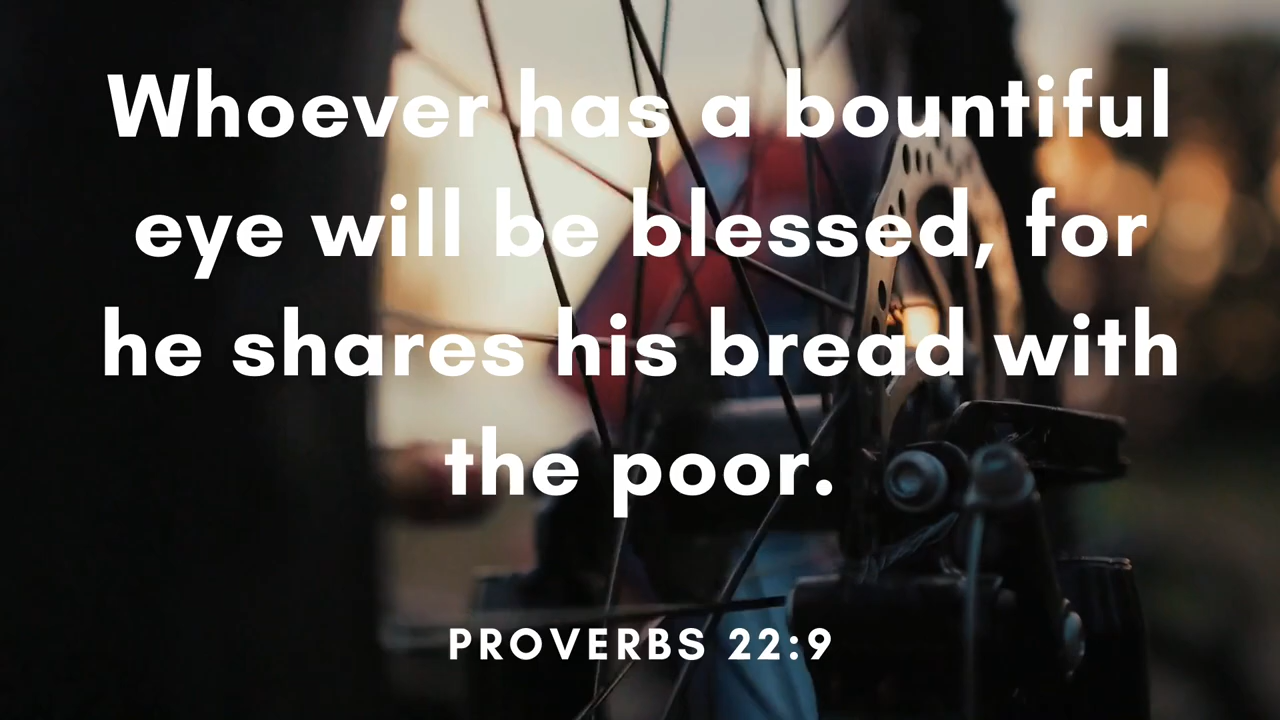 Whoever has a bountiful
eye will be blessed, for
he shares his bread with
the poor.
PROVERBS 22:9